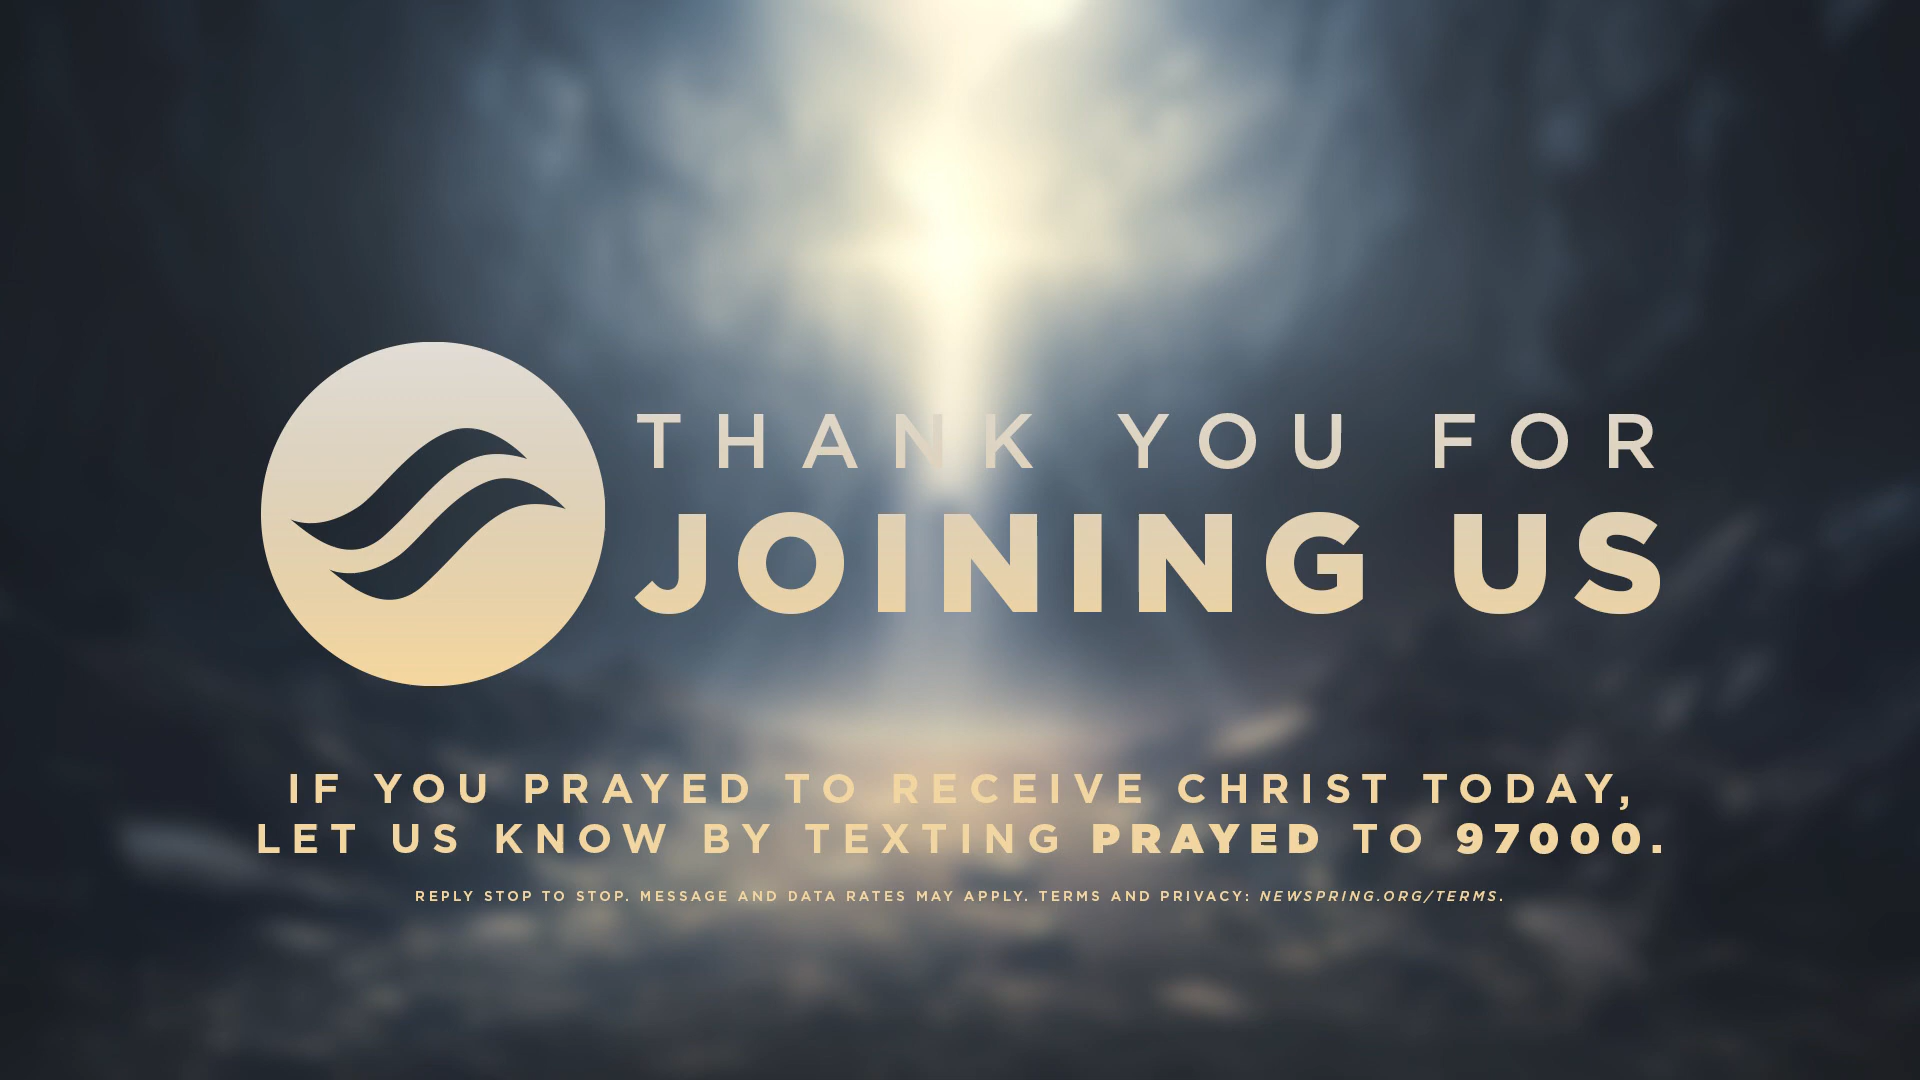 THANK YOU FOR
JOINING US
IF YOU PRAYED TO RECEIVE CHRIST TODAY,
LET US KNOW BY TEXTING PRAYED TO 97000.
REPLY STOP TO STOP. MESSAGE AND DATA RATES MAY APPLY. TERMS AND PRIVACY: NEWSPRING.ORG/TERMS.